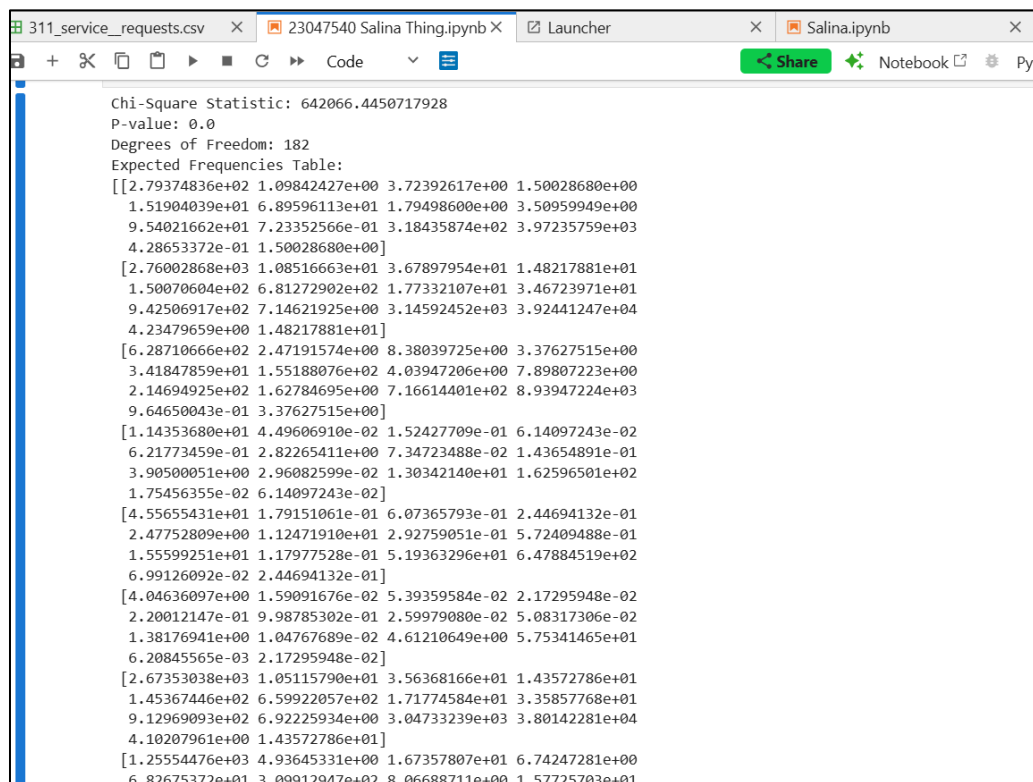 311_service__requests.csv × 23047540 Salina Thing.ipynb × Launcher × Salina.ipynb ×
Code Share Notebook Py
Chi-Square Statistic: 642066.4450717928
P-value: 0.0
Degrees of Freedom: 182
Expected Frequencies Table:
[[2.79374836e+02 1.09842427e+00 3.72392617e+00 1.50028680e+00
1.51904039e+01 6.89596113e+01 1.79498600e+00 3.50959949e+00
9.54021662e+01 7.23352566e-01 3.18435874e+02 3.97235759e+03
4.28653372e-01 1.50028680e+00]
[2.76002868e+03 1.08516663e+01 3.67897954e+01 1.48217881e+01
1.50070604e+02 6.81272902e+02 1.77332107e+01 3.46723971e+01
9.42506917e+02 7.14621925e+00 3.14592452e+03 3.92441247e+04
4.23479659e+00 1.48217881e+01]
[6.28710666e+02 2.47191574e+00 8.38039725e+00 3.37627515e+00
3.41847859e+01 1.55188076e+02 4.03947206e+00 7.89807223e+00
2.14694925e+02 1.62784695e+00 7.16614401e+02 8.93947224e+03
9.64650043e-01 3.37627515e+00]
[1.14353680e+01 4.49606910e-02 1.52427709e-01 6.14097243e-02
6.21773459e-01 2.82265411e+00 7.34723488e-02 1.43654891e-01
3.90500051e+00 2.96082599e-02 1.30342140e+01 1.62596501e+02
1.75456355e-02 6.14097243e-02]
[4.55655431e+01 1.79151061e-01 6.07365793e-01 2.44694132e-01
2.47752809e+00 1.12471910e+01 2.92759051e-01 5.72409488e-01
1.55599251e+01 1.17977528e-01 5.19363296e+01 6.47884519e+02
6.99126092e-02 2.44694132e-01]
[4.04636097e+00 1.59091676e-02 5.39359584e-02 2.17295948e-02
2.20012147e-01 9.98785302e-01 2.59979080e-02 5.08317306e-02
1.38176941e+00 1.04767689e-02 4.61210649e+00 5.75341465e+01
6.20845565e-03 2.17295948e-02]
[2.67353038e+03 1.05115790e+01 3.56368166e+01 1.43572786e+01
1.45367446e+02 6.59922057e+02 1.71774584e+01 3.35857768e+01
9.12969093e+02 6.92225934e+00 3.04733239e+03 3.80142281e+04
4.10207961e+00 1.43572786e+01]
[1.25554476e+03 4.93645331e+00 1.67357807e+01 6.74247281e+00
6.82675372e+01 3.09912947e+02 8.06688711e+00 1.57725703e+01